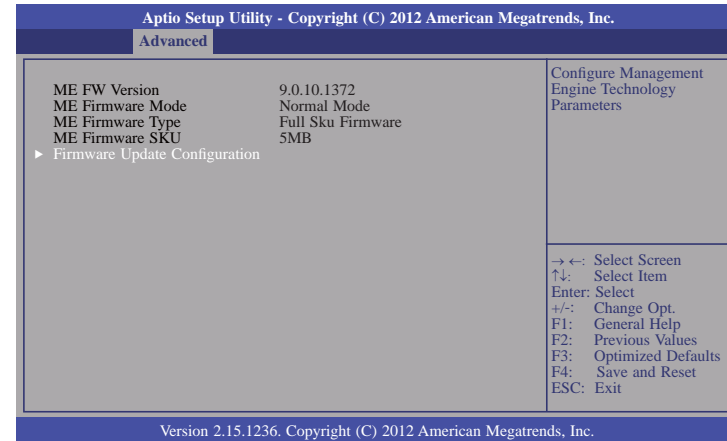 Aptio Setup Utility - Copyright (C) 2012 American Megatrends, Inc.
Advanced
ME FW Version 9.0.10.1372
ME Firmware Mode Normal Mode
ME Firmware Type Full Sku Firmware
ME Firmware SKU 5MB
► Firmware Update Configuration
Configure Management
Engine Technology
Parameters
→←: Select Screen
↑↓: Select Item
Enter: Select
+/-: Change Opt.
F1: General Help
F2: Previous Values
F3: Optimized Defaults
F4: Save and Reset
ESC: Exit
Version 2.15.1236. Copyright (C) 2012 American Megatrends, Inc.